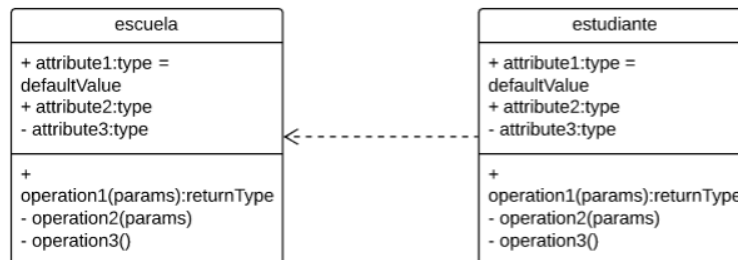 escuela
+ attribute1:type =
defaultValue
+ attribute2:type
- attribute3:type
+
operation1(params):returnType
- operation2(params)
- operation3()
estudiante
+ attribute1:type =
defaultValue
+ attribute2:type
- attribute3:type
+
operation1(params):returnType
- operation2(params)
- operation3()